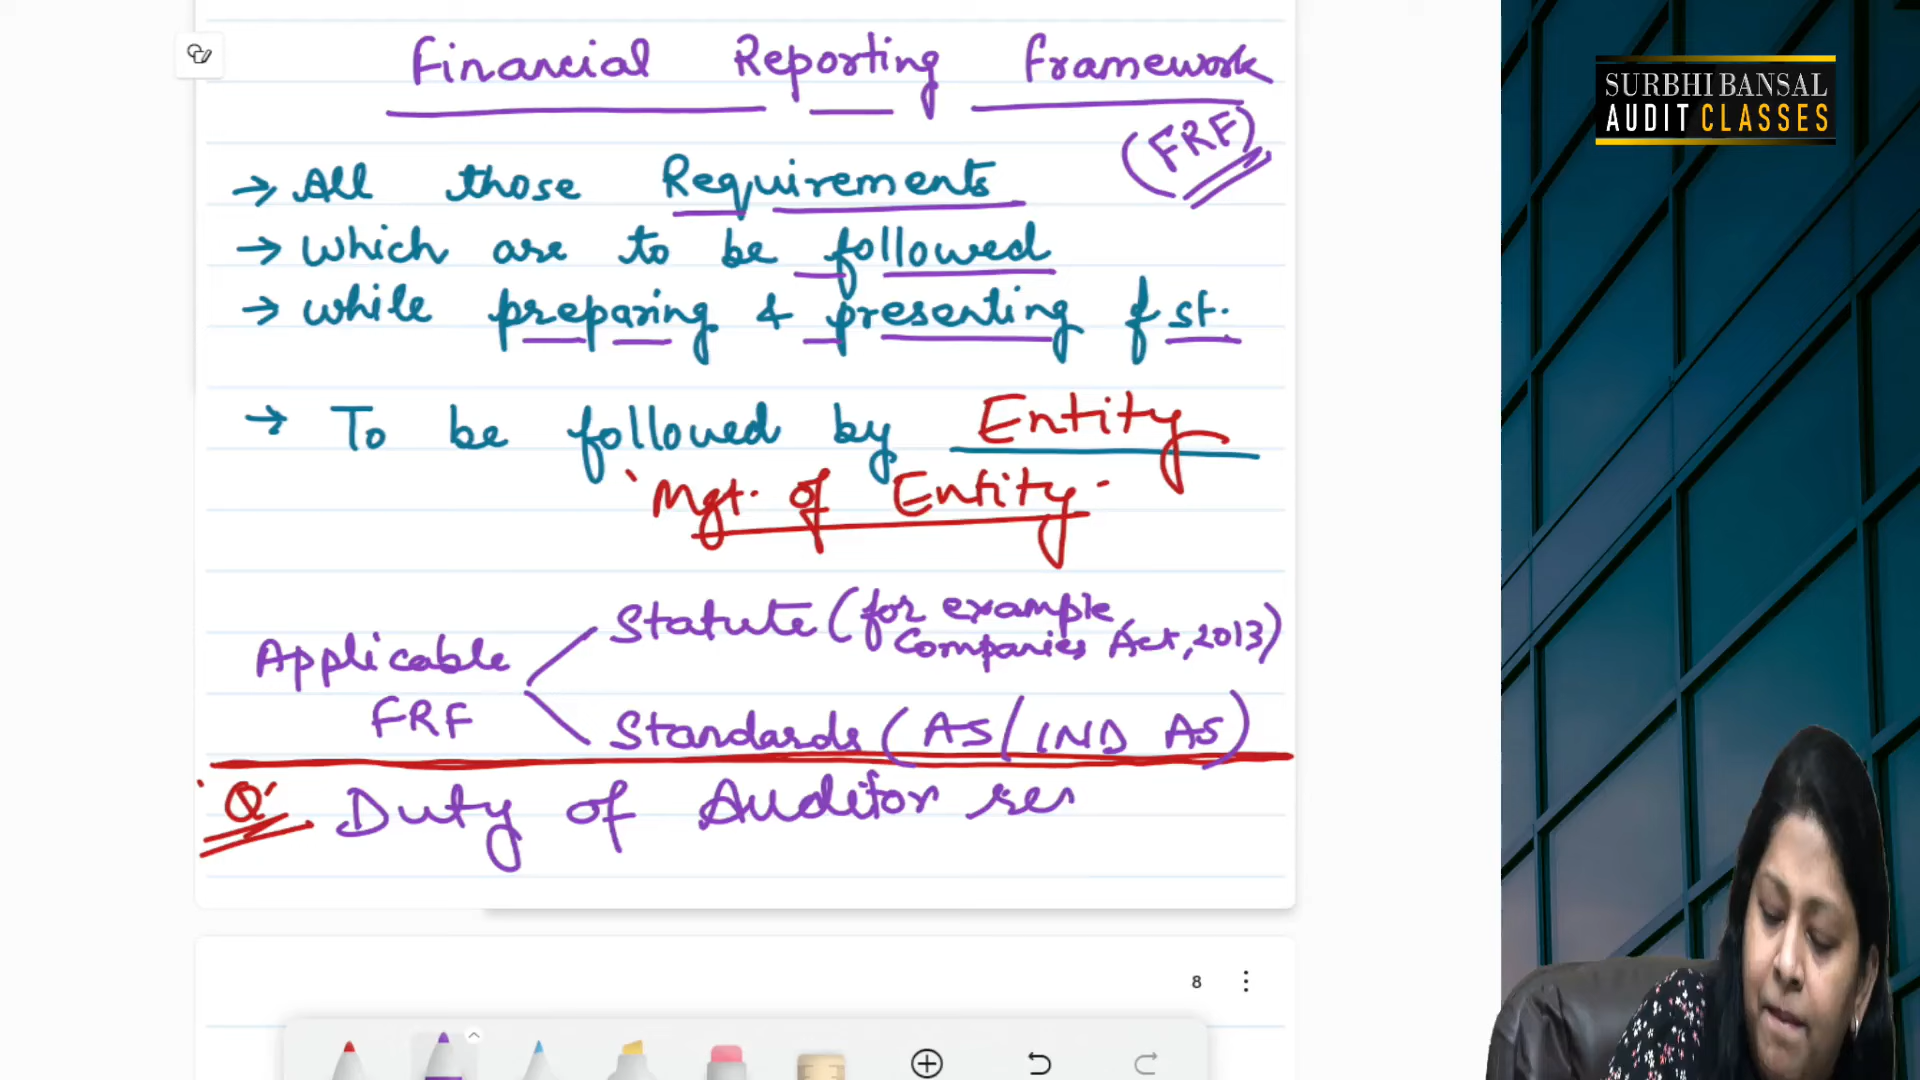 Financial Reporting Framework
(FRF)
→ All those Requirements
→ which are to be followed
→ while preparing & presenting f st.
→ To be followed by Entity
Mgt. of Entity
Applicable FRF
Statute (for example Companies Act, 2013)
Standards (AS/IND AS)
Q Duty of Auditor
8
SURBHI BANSAL
AUDIT CLASSES